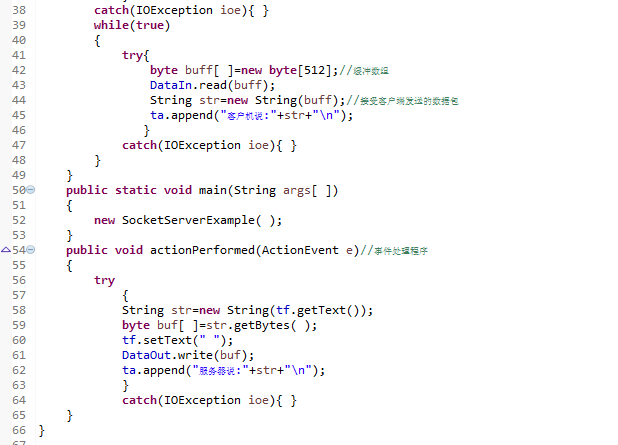 38 catch(IOException ioe){ }
39 while(true)
40 {
41 try{
42 byte buff[ ]=new byte[512];//缓冲数组
43 DataIn.read(buff);
44 String str=new String(buff);//接受客户端发送的数据包
45 ta.append("客户机说:"+str+"\n");
46 }
47 catch(IOException ioe){ }
48 }
49 }
50 public static void main(String args[ ])
51 {
52 new SocketServerExample( );
53 }
54 public void actionPerformed(ActionEvent e)//事件处理程序
55 {
56 try
57 {
58 String str=new String(tf.getText());
59 byte buf[ ]=str.getBytes( );
60 tf.setText(" ");
61 DataOut.write(buf);
62 ta.append("服务器说:"+str+"\n");
63 }
64 catch(IOException ioe){ }
65 }
66 }